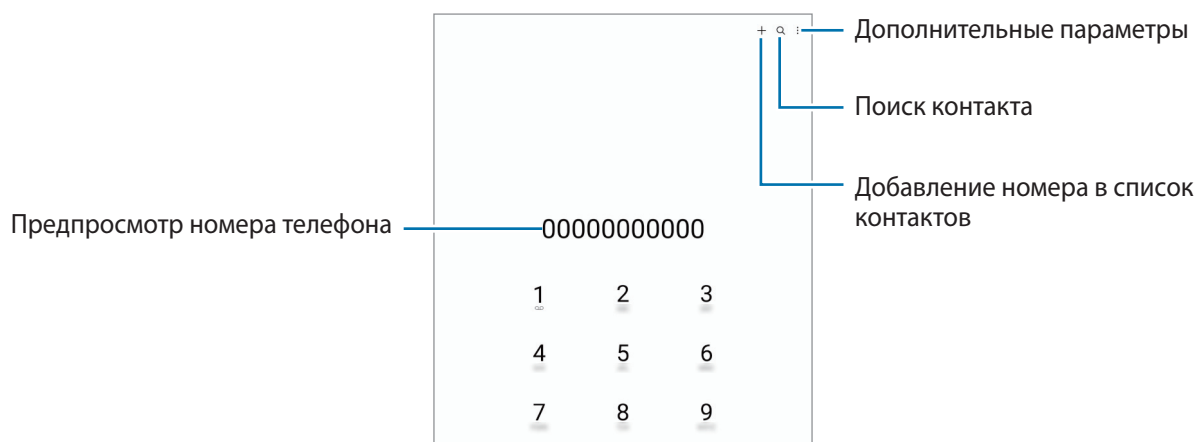 Дополнительные параметры
Поиск контакта
Добавление номера в список
контактов
Предпросмотр номера телефона
00000000000
1 2 3
4 5 6
7 8 9